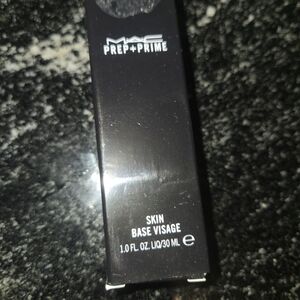 MAC
PREP+PRIME
SKIN
BASE VISAGE
1.0 FL. OZ. LIQ/30 ML ℮